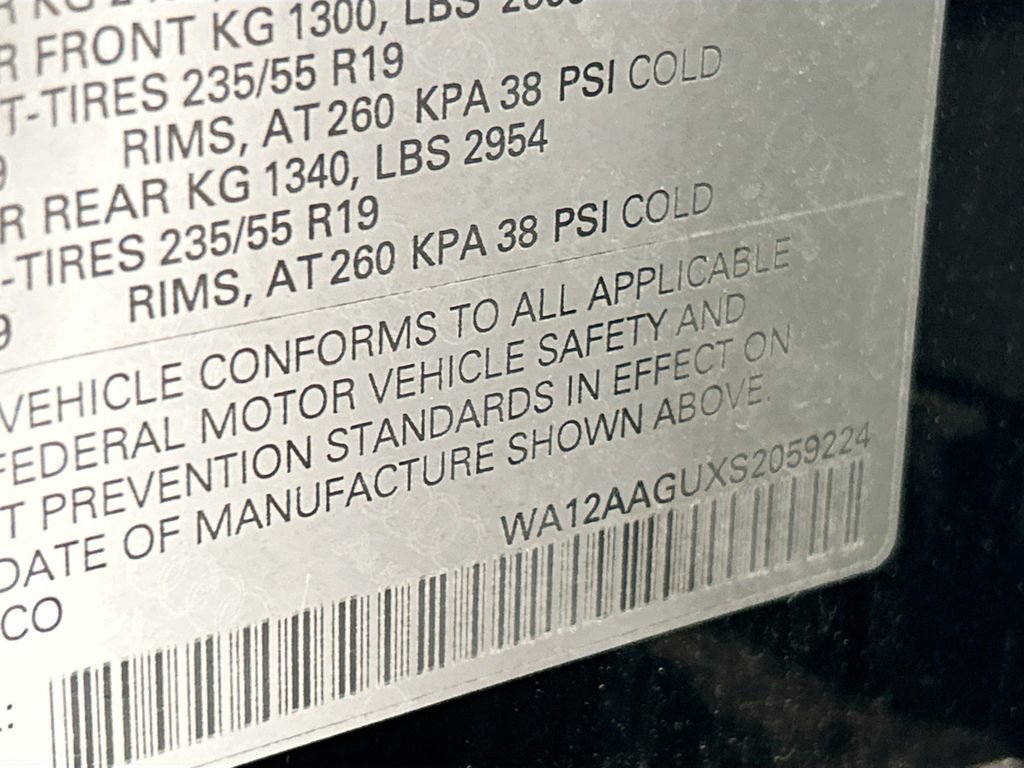 R FRONT KG 1300, LBS
T-TIRES 235/55 R19
9 RIMS, AT 260 KPA 38 PSI COLD
R REAR KG 1340, LBS 2954
-TIRES 235/55 R19
9 RIMS, AT 260 KPA 38 PSI COLD
VEHICLE CONFORMS TO ALL APPLICABLE
FEDERAL MOTOR VEHICLE SAFETY AND
T PREVENTION STANDARDS IN EFFECT ON
DATE OF MANUFACTURE SHOWN ABOVE.
WA12AAGUXS2059224
CO